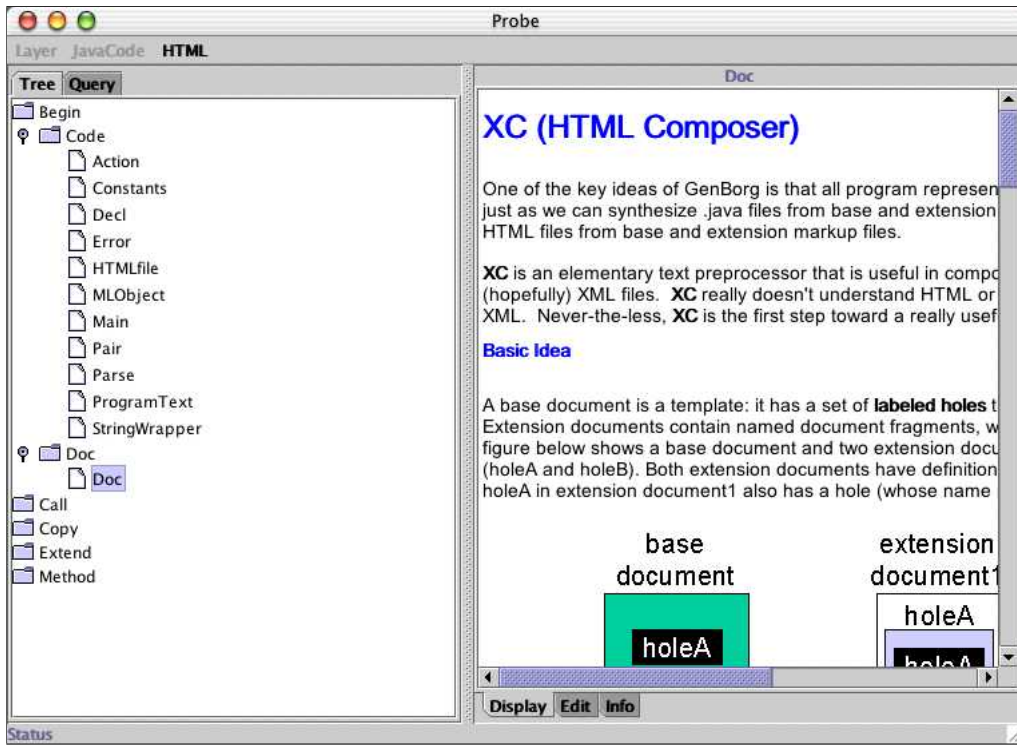 Probe
Layer JavaCode HTML
Tree Query
Begin
Code
Action
Constants
Decl
Error
HTMLfile
MLObject
Main
Pair
Parse
ProgramText
StringWrapper
Doc
Doc
Call
Copy
Extend
Method
Doc
XC (HTML Composer)
One of the key ideas of GenBorg is that all program represen
just as we can synthesize .java files from base and extension
HTML files from base and extension markup files.
XC is an elementary text preprocessor that is useful in compo
(hopefully) XML files. XC really doesn't understand HTML or
XML. Never-the-less, XC is the first step toward a really usef
Basic Idea
A base document is a template: it has a set of labeled holes t
Extension documents contain named document fragments, w
figure below shows a base document and two extension docu
(holeA and holeB). Both extension documents have definition
holeA in extension document1 also has a hole (whose name
base
document
holeA
extension
document1
holeA
holeA
Display Edit Info
Status